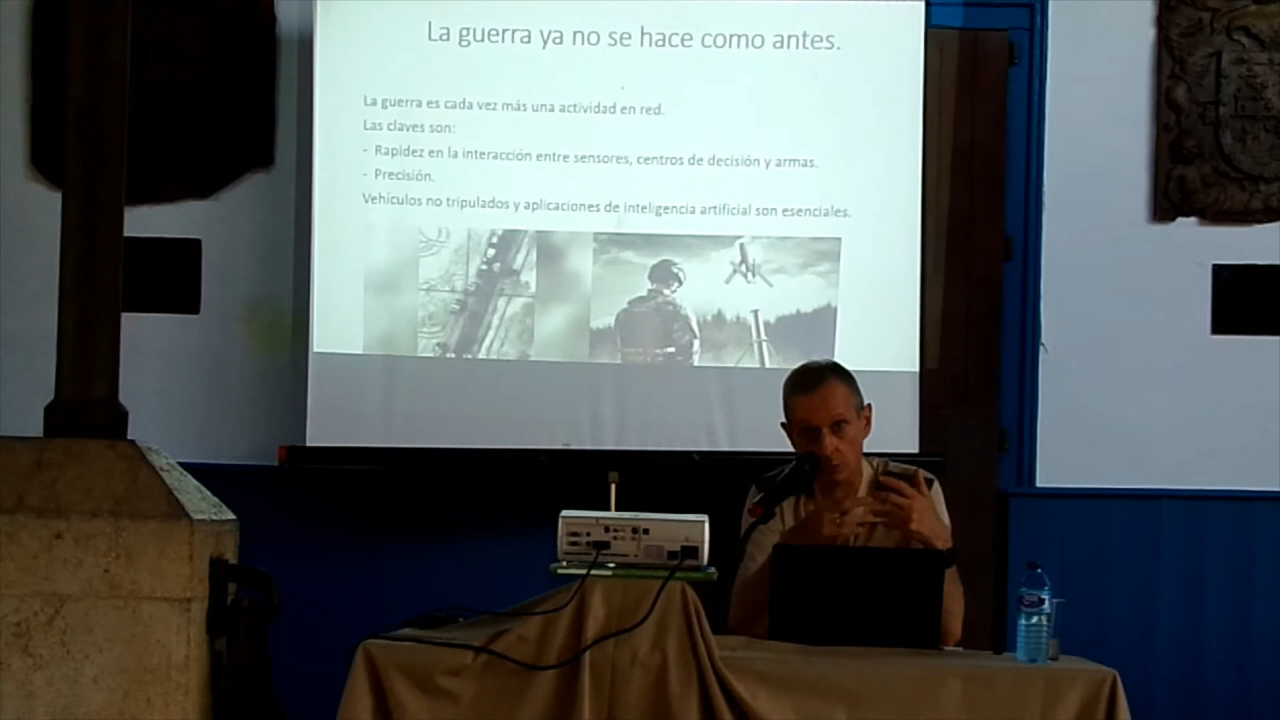 La guerra ya no se hace como antes.
La guerra es cada vez más una actividad en red.
Las claves son:
- Rapidez en la interacción entre sensores, centros de decisión y armas.
- Precisión.
Vehículos no tripulados y aplicaciones de inteligencia artificial son esenciales.